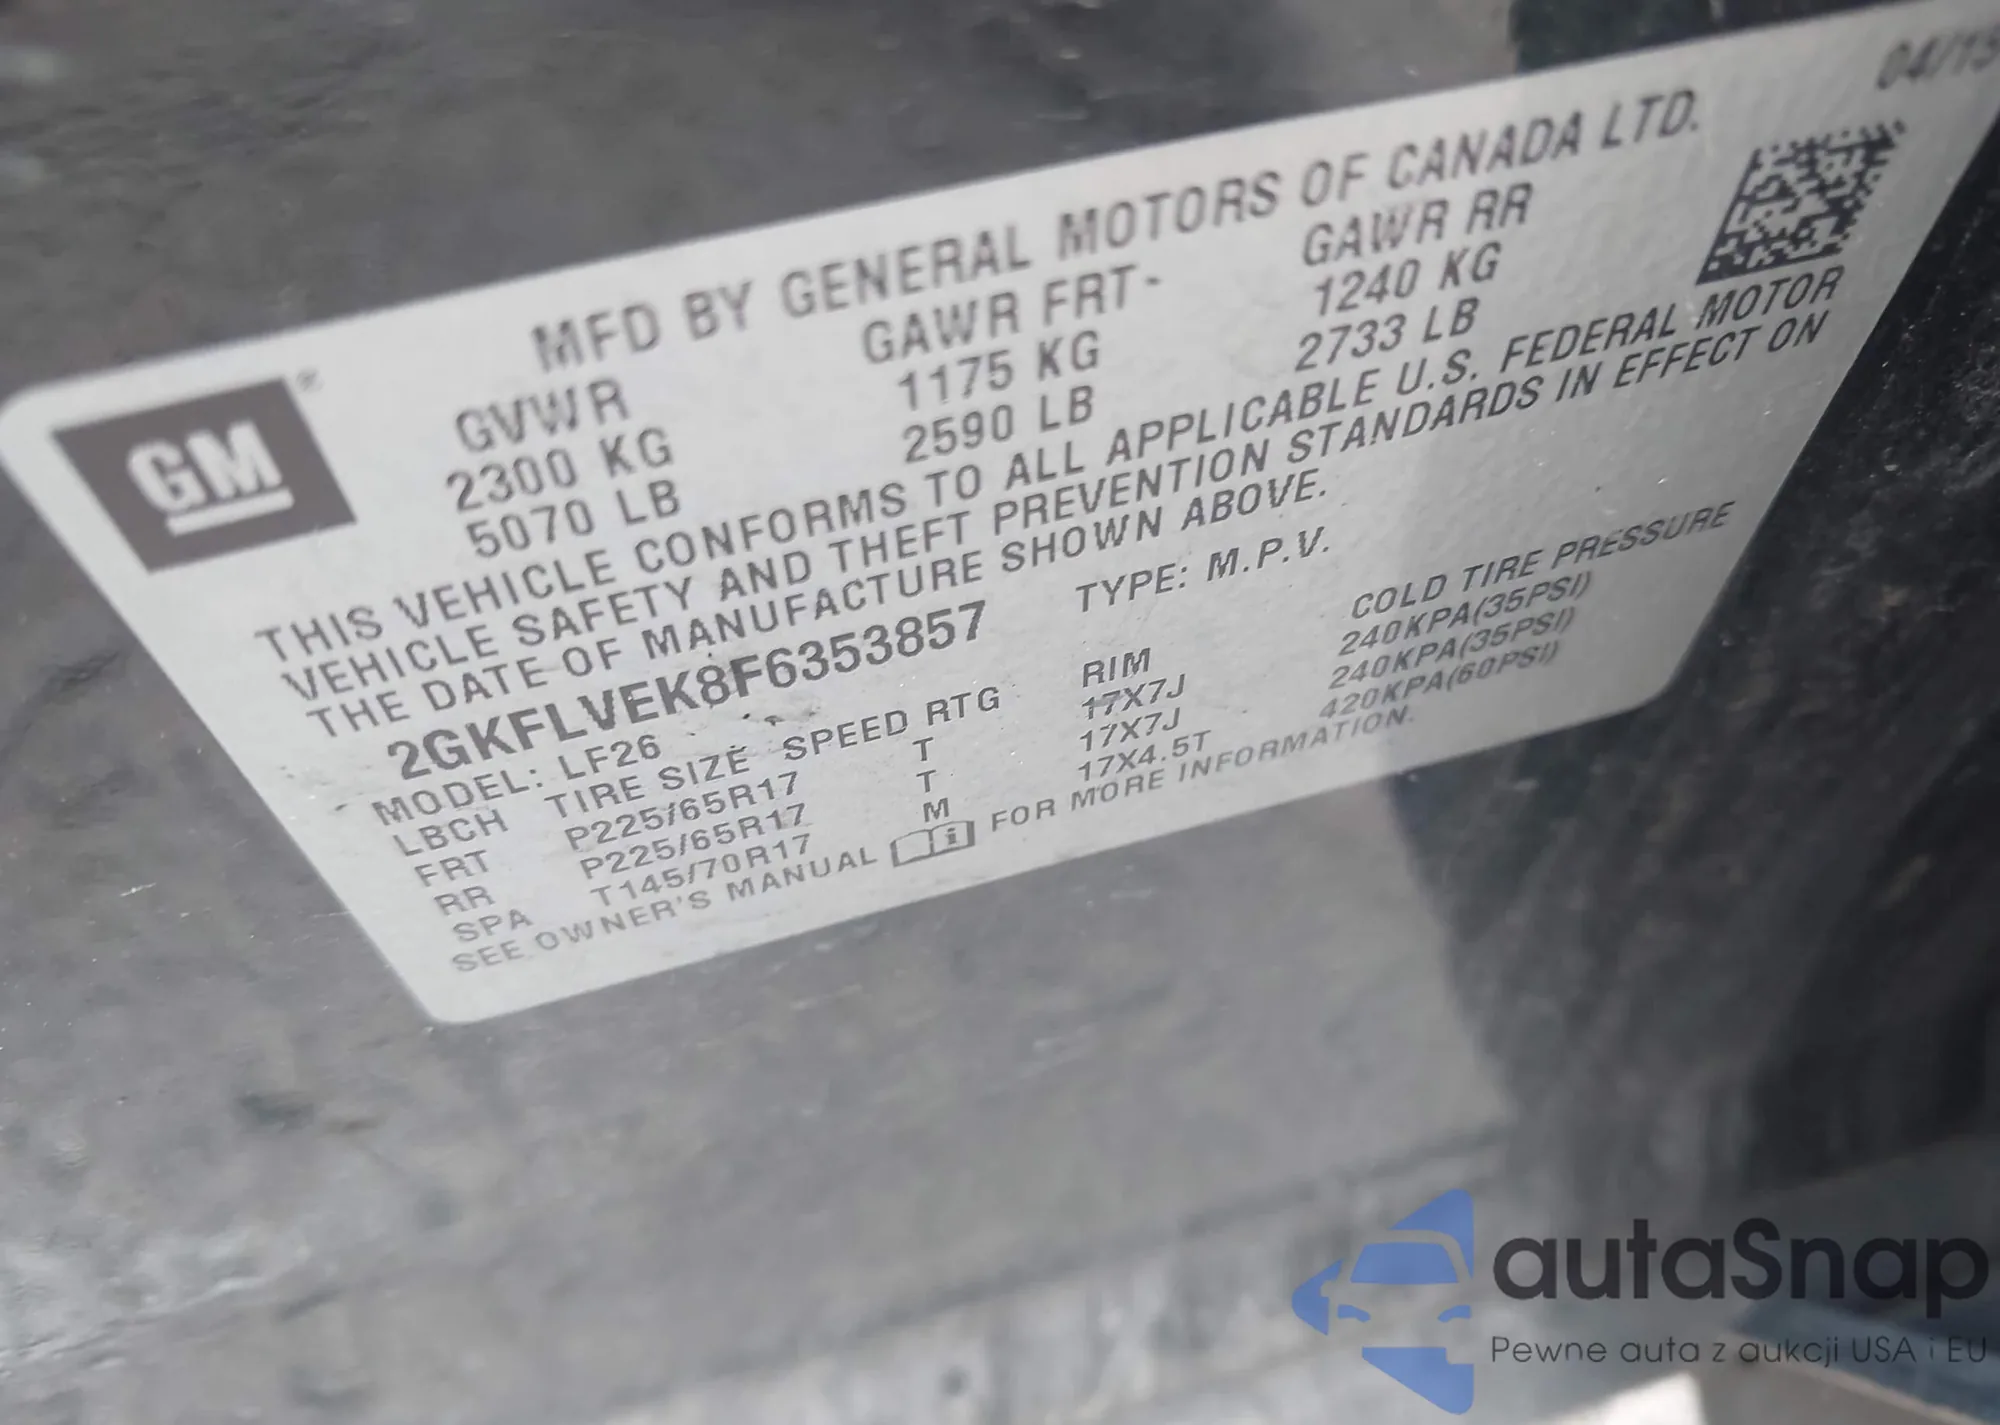 04/15
MFD BY GENERAL MOTORS OF CANADA LTD.
GM ®
GVWR GAWR FRT - GAWR RR
2300 KG 1175 KG 1240 KG
5070 LB 2590 LB 2733 LB
THIS VEHICLE CONFORMS TO ALL APPLICABLE U.S. FEDERAL MOTOR
VEHICLE SAFETY AND THEFT PREVENTION STANDARDS IN EFFECT ON
THE DATE OF MANUFACTURE SHOWN ABOVE.
2GKFLVEK8F6353857 TYPE: M.P.V.
MODEL: LF26
LBCH TIRE SIZE SPEED RTG RIM COLD TIRE PRESSURE
FRT P225/65R17 T 17X7J 240KPA(35PSI)
RR P225/65R17 T 17X7J 240KPA(35PSI)
SPA T145/70R17 M 17X4.5T 420KPA(60PSI)
SEE OWNER'S MANUAL i FOR MORE INFORMATION.
autaSnap
Pewne auta z aukcji USA i EU